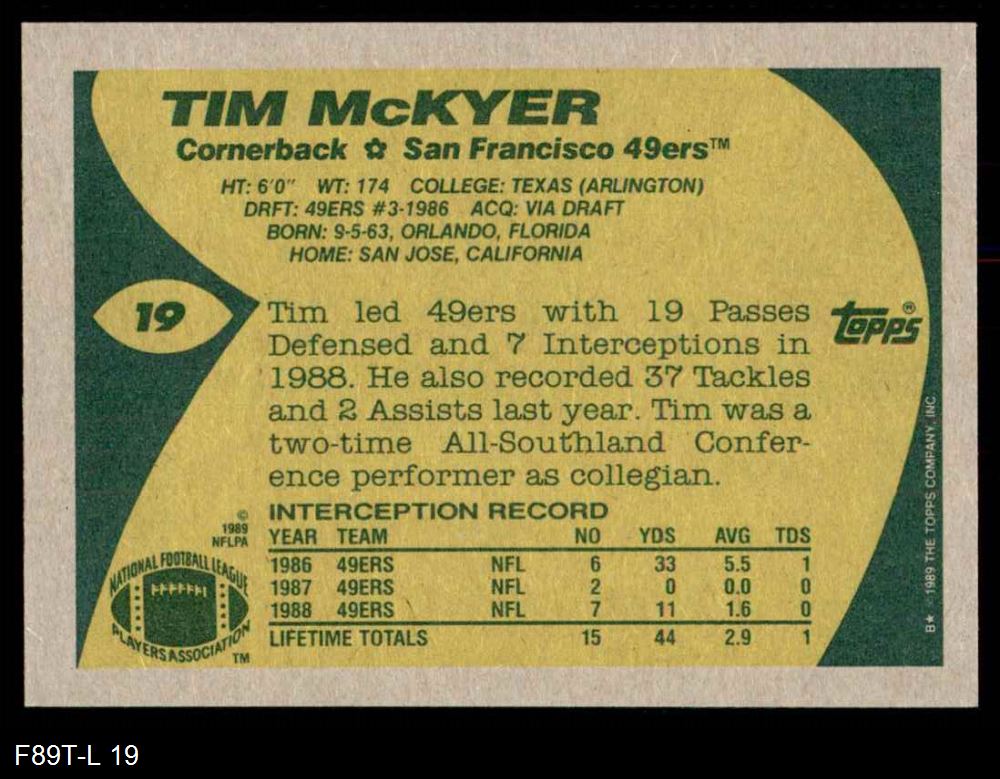 TIM McKYER
Cornerback ✩ San Francisco 49ers™
HT: 6'0" WT: 174 COLLEGE: TEXAS (ARLINGTON)
DRFT: 49ERS #3-1986 ACQ: VIA DRAFT
BORN: 9-5-63, ORLANDO, FLORIDA
HOME: SAN JOSE, CALIFORNIA
19
Tim led 49ers with 19 Passes
Defensed and 7 Interceptions in
1988. He also recorded 37 Tackles
and 2 Assists last year. Tim was a
two-time All-Southland Confer-
ence performer as collegian.
topps®
INTERCEPTION RECORD
YEAR TEAM NO YDS AVG TDS
1986 49ERS NFL 6 33 5.5 1
1987 49ERS NFL 2 0 0.0 0
1988 49ERS NFL 7 11 1.6 0
LIFETIME TOTALS 15 44 2.9 1
©
1989
NFLPA
NATIONAL FOOTBALL LEAGUE
PLAYERS ASSOCIATION
TM
B★ 1989 THE TOPPS COMPANY, INC.
F89T-L 19